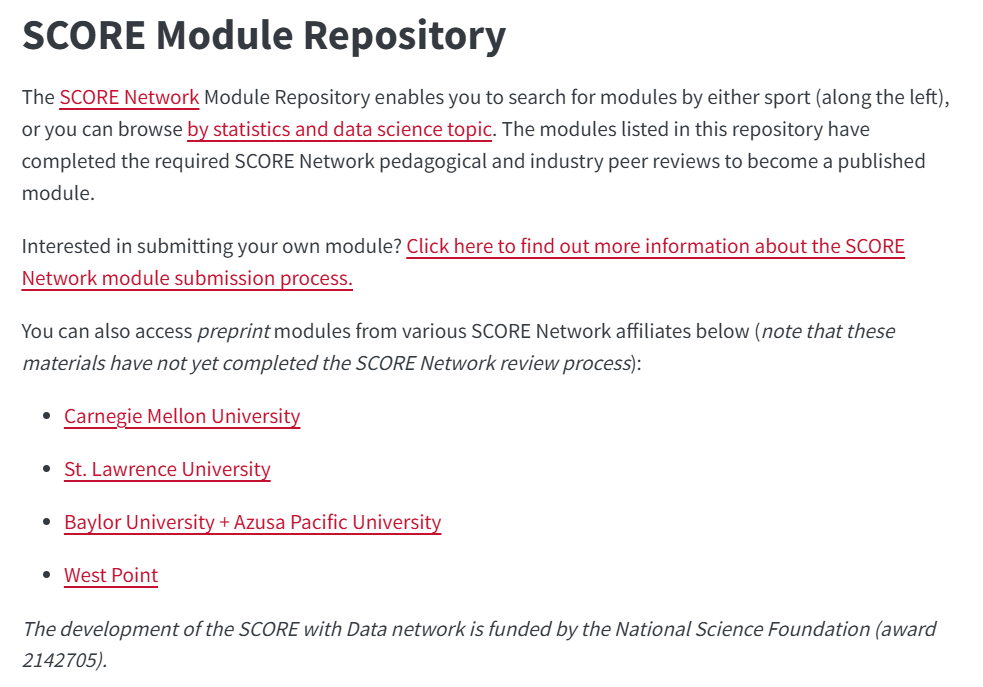 SCORE Module Repository
The SCORE Network Module Repository enables you to search for modules by either sport (along the left),
or you can browse by statistics and data science topic. The modules listed in this repository have
completed the required SCORE Network pedagogical and industry peer reviews to become a published
module.
Interested in submitting your own module? Click here to find out more information about the SCORE
Network module submission process.
You can also access preprint modules from various SCORE Network affiliates below (note that these
materials have not yet completed the SCORE Network review process):
• Carnegie Mellon University
• St. Lawrence University
• Baylor University + Azusa Pacific University
• West Point
The development of the SCORE with Data network is funded by the National Science Foundation (award
2142705).